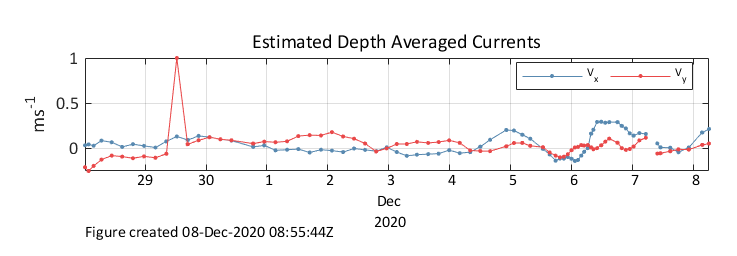 Estimated Depth Averaged Currents
Vx Vy
ms-1
1
0.5
0
29 30 1 2 3 4 5 6 7 8
Dec
2020
Figure created 08-Dec-2020 08:55:44Z